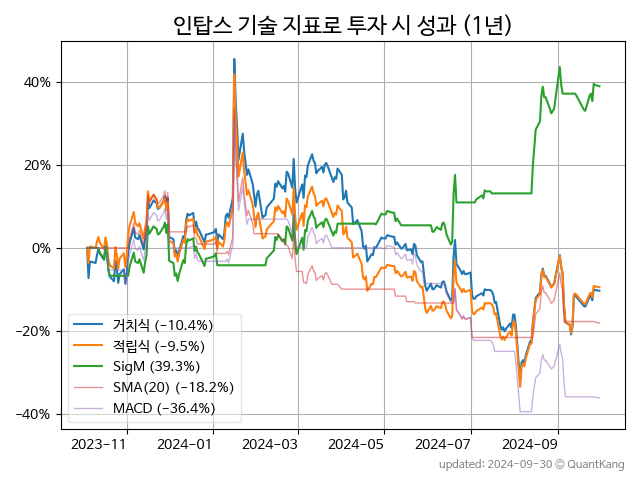 인탑스 기술 지표로 투자 시 성과 (1년)
40%
20%
0%
−20%
−40%
거치식 (−10.4%)
적립식 (−9.5%)
SigM (39.3%)
SMA(20) (−18.2%)
MACD (−36.4%)
2023-11 2024-01 2024-03 2024-05 2024-07 2024-09
updated: 2024-09-30 © QuantKang